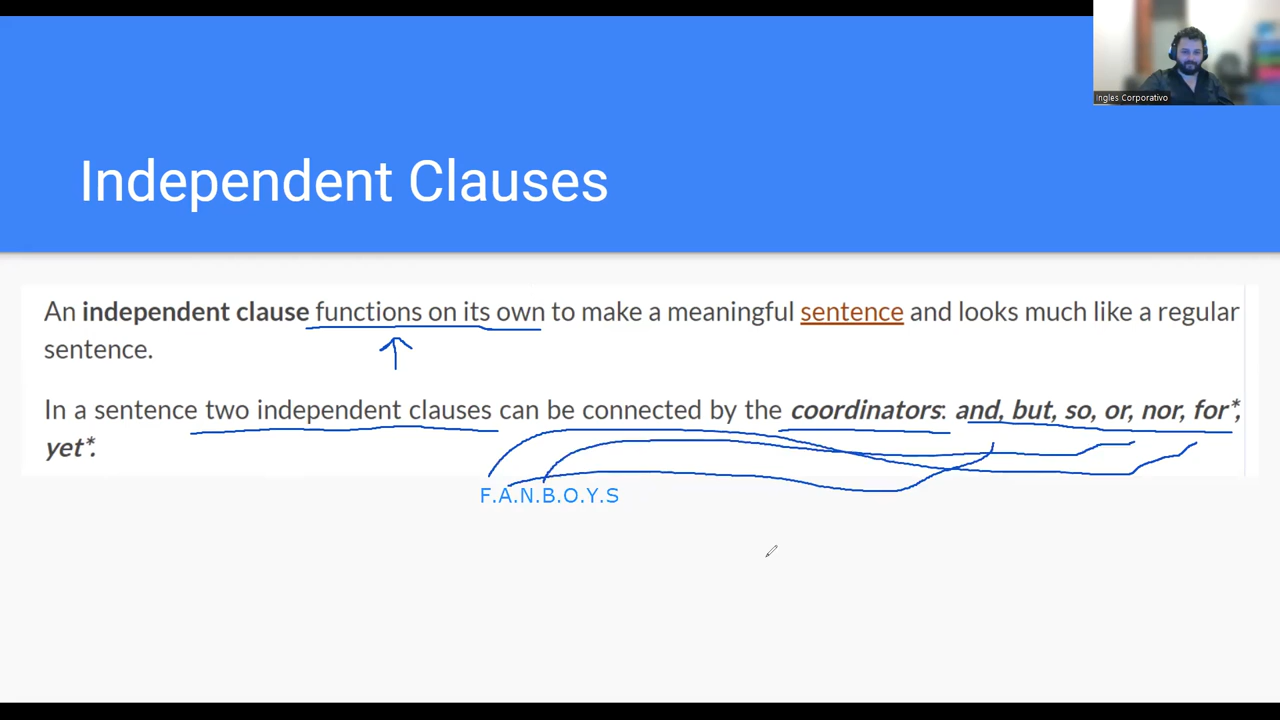 Ingles Corporativo
Independent Clauses
An independent clause functions on its own to make a meaningful sentence and looks much like a regular
sentence.
In a sentence two independent clauses can be connected by the coordinators: and, but, so, or, nor, for*,
yet*.
F.A.N.B.O.Y.S